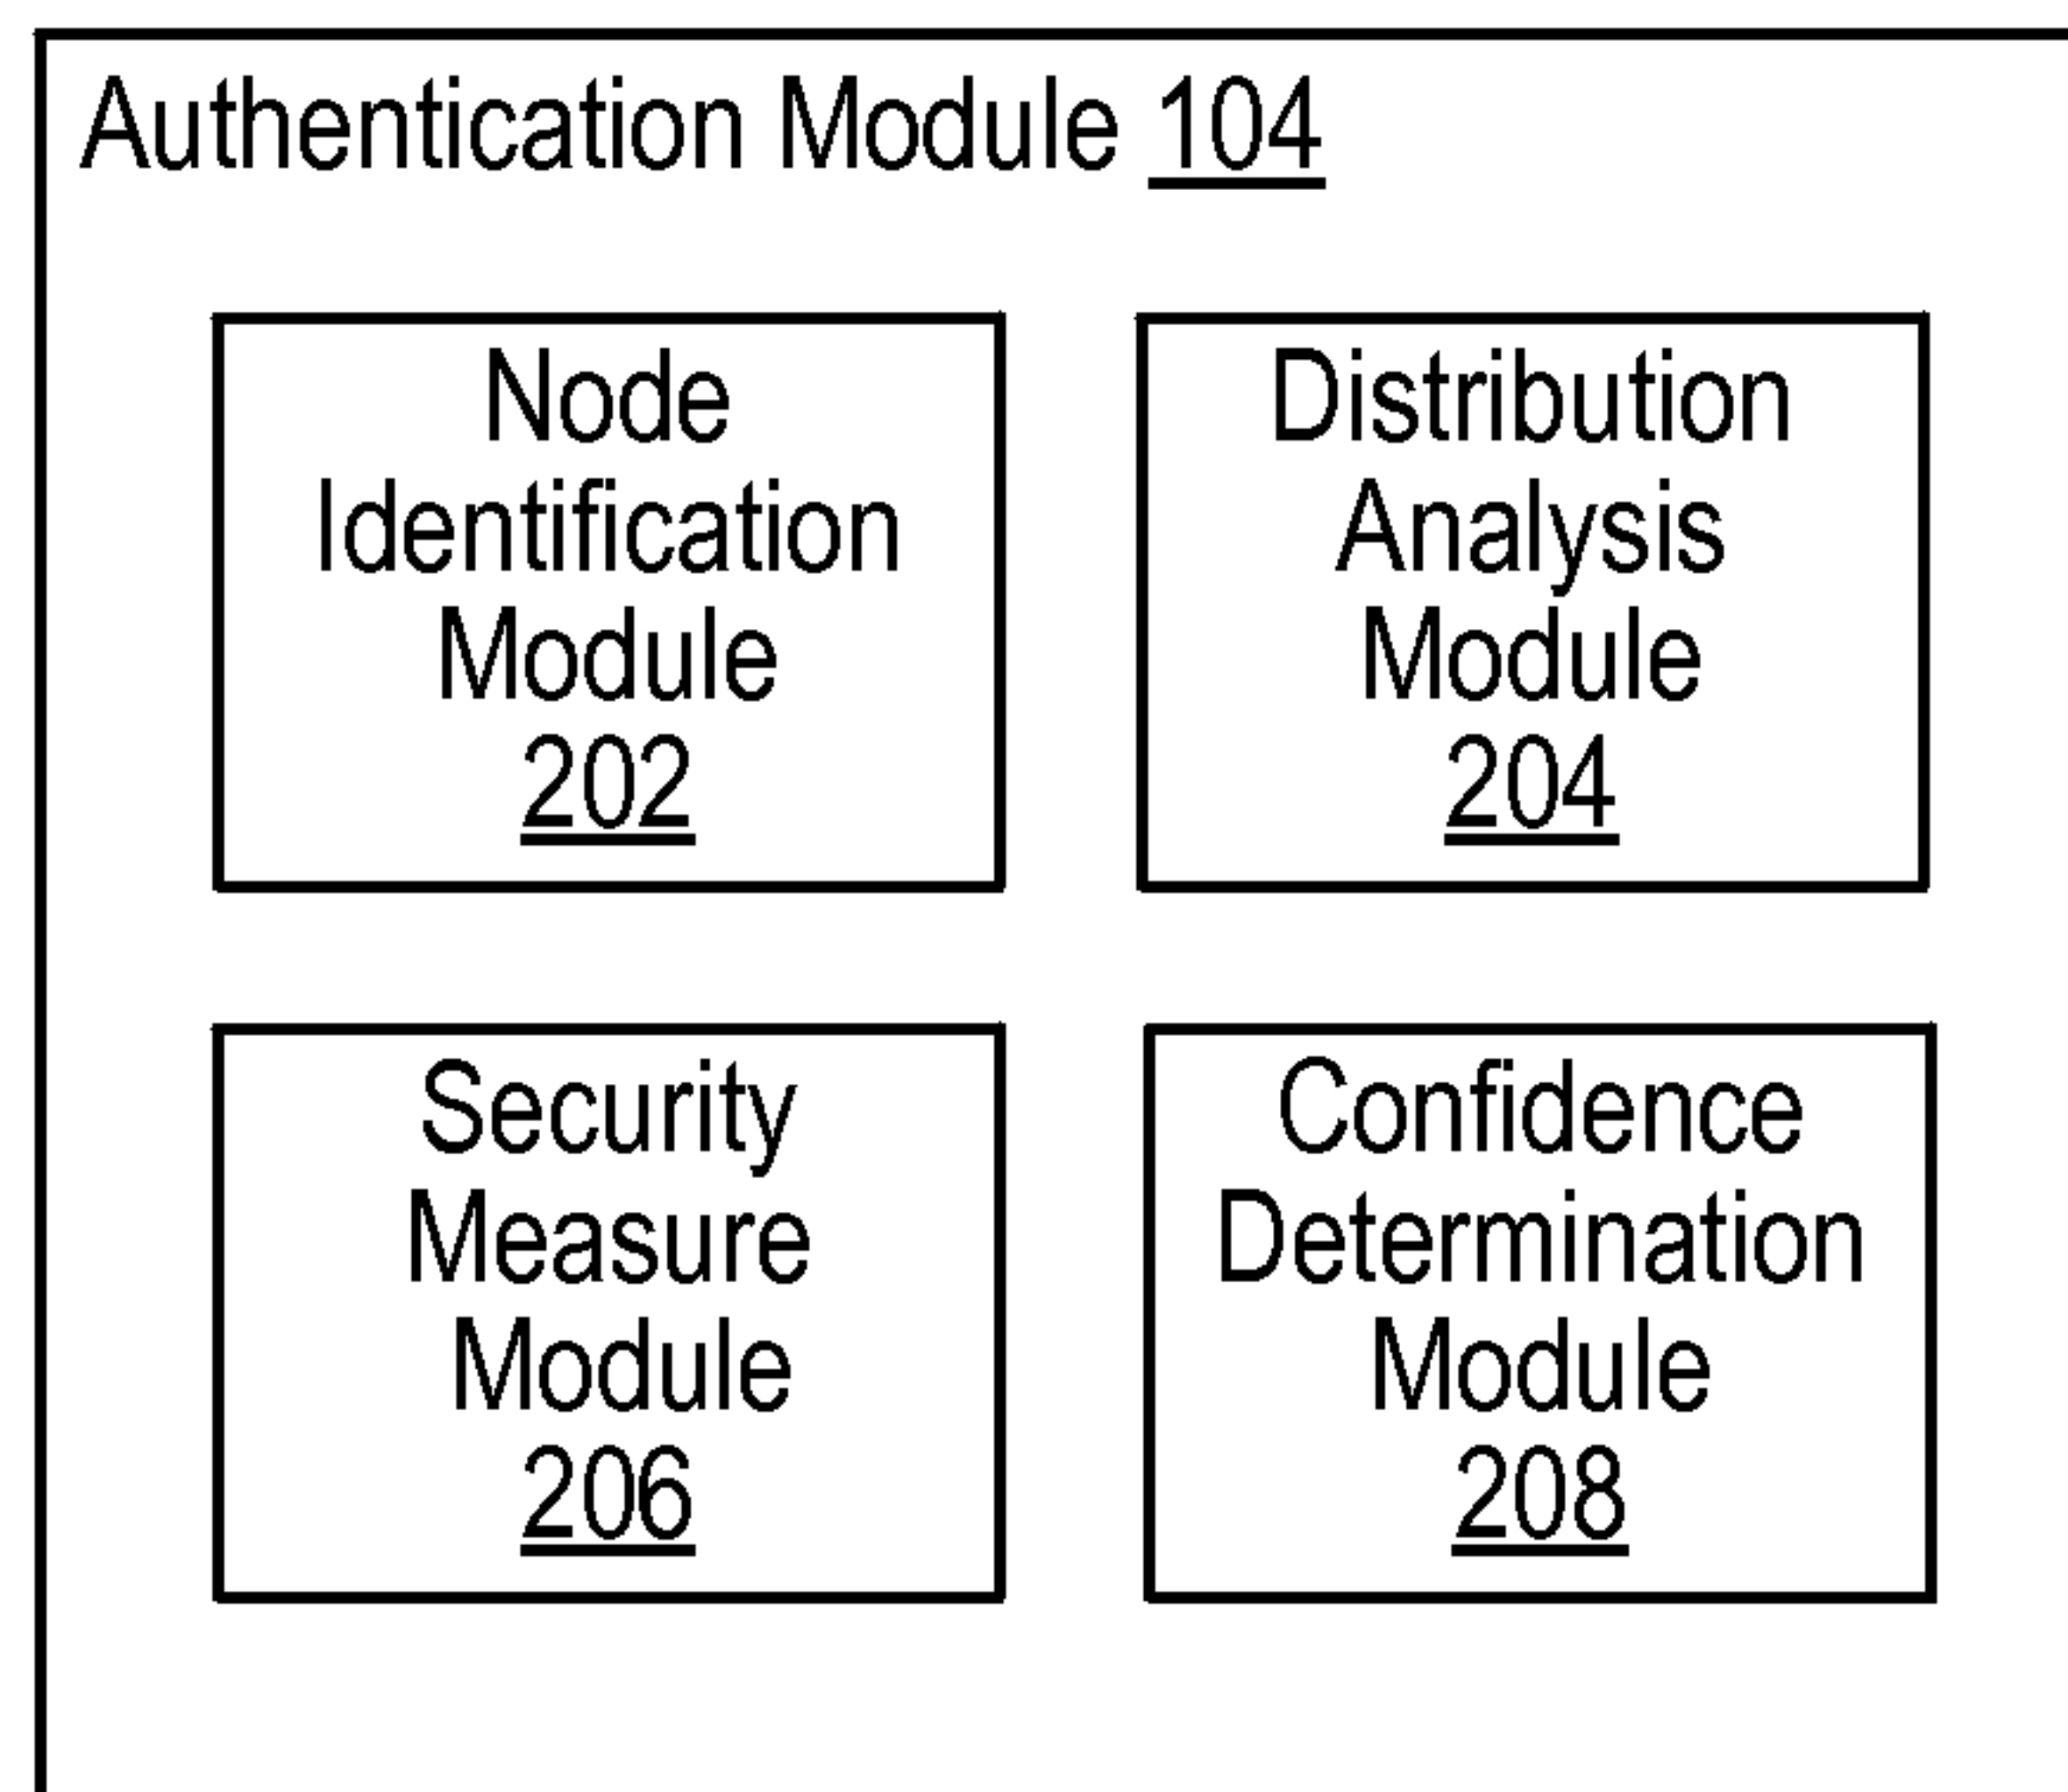 Authentication Module 104
Node
Identification
Module
202
Distribution
Analysis
Module
204
Security
Measure
Module
206
Confidence
Determination
Module
208